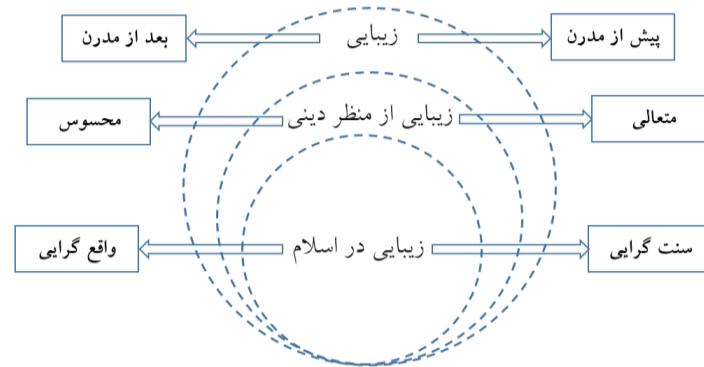 پیش از مدرن
زیبایی
بعد از مدرن
متعالی
زیبایی از منظر دینی
محسوس
سنت گرایی
زیبایی در اسلام
واقع گرایی